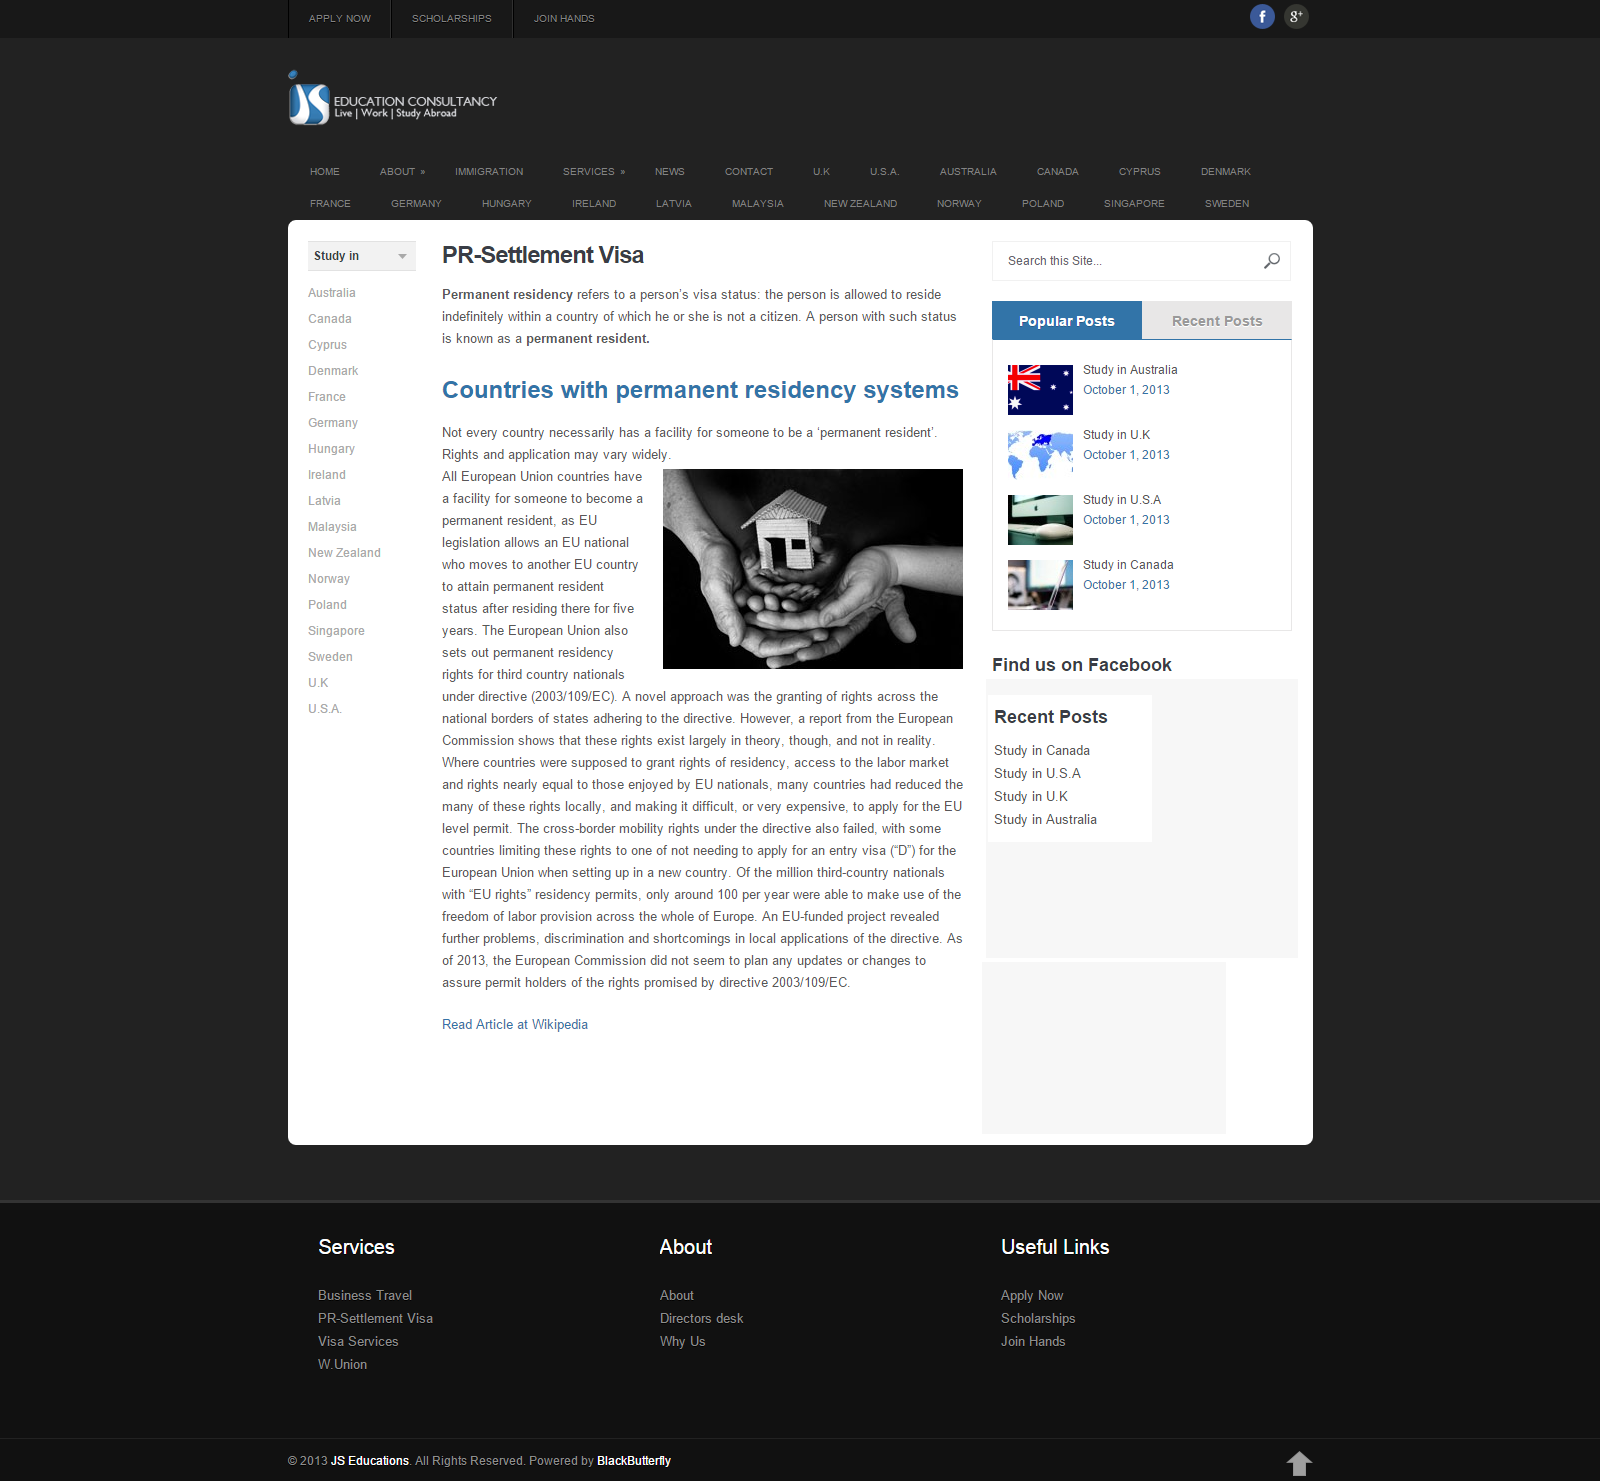 APPLY NOW
SCHOLARSHIPS
JOIN HANDS
f
g+
JS
EDUCATION CONSULTANCY
Live | Work | Study Abroad
HOME
ABOUT »
IMMIGRATION
SERVICES »
NEWS
CONTACT
U.K
U.S.A.
AUSTRALIA
CANADA
CYPRUS
DENMARK
FRANCE
GERMANY
HUNGARY
IRELAND
LATVIA
MALAYSIA
NEW ZEALAND
NORWAY
POLAND
SINGAPORE
SWEDEN
Study in
Australia
Canada
Cyprus
Denmark
France
Germany
Hungary
Ireland
Latvia
Malaysia
New Zealand
Norway
Poland
Singapore
Sweden
U.K
U.S.A.
PR-Settlement Visa
Permanent residency refers to a person’s visa status: the person is allowed to reside
indefinitely within a country of which he or she is not a citizen. A person with such status
is known as a permanent resident.
Countries with permanent residency systems
Not every country necessarily has a facility for someone to be a ‘permanent resident’.
Rights and application may vary widely.
All European Union countries have
a facility for someone to become a
permanent resident, as EU
legislation allows an EU national
who moves to another EU country
to attain permanent resident
status after residing there for five
years. The European Union also
sets out permanent residency
rights for third country nationals
under directive (2003/109/EC). A novel approach was the granting of rights across the
national borders of states adhering to the directive. However, a report from the European
Commission shows that these rights exist largely in theory, though, and not in reality.
Where countries were supposed to grant rights of residency, access to the labor market
and rights nearly equal to those enjoyed by EU nationals, many countries had reduced the
many of these rights locally, and making it difficult, or very expensive, to apply for the EU
level permit. The cross-border mobility rights under the directive also failed, with some
countries limiting these rights to one of not needing to apply for an entry visa (“D”) for the
European Union when setting up in a new country. Of the million third-country nationals
with “EU rights” residency permits, only around 100 per year were able to make use of the
freedom of labor provision across the whole of Europe. An EU-funded project revealed
further problems, discrimination and shortcomings in local applications of the directive. As
of 2013, the European Commission did not seem to plan any updates or changes to
assure permit holders of the rights promised by directive 2003/109/EC.
Read Article at Wikipedia
Search this Site...
Popular Posts
Recent Posts
Study in Australia
October 1, 2013
Study in U.K
October 1, 2013
Study in U.S.A
October 1, 2013
Study in Canada
October 1, 2013
Find us on Facebook
Recent Posts
Study in Canada
Study in U.S.A
Study in U.K
Study in Australia
Services
Business Travel
PR-Settlement Visa
Visa Services
W.Union
About
About
Directors desk
Why Us
Useful Links
Apply Now
Scholarships
Join Hands
© 2013 JS Educations. All Rights Reserved. Powered by BlackButterfly